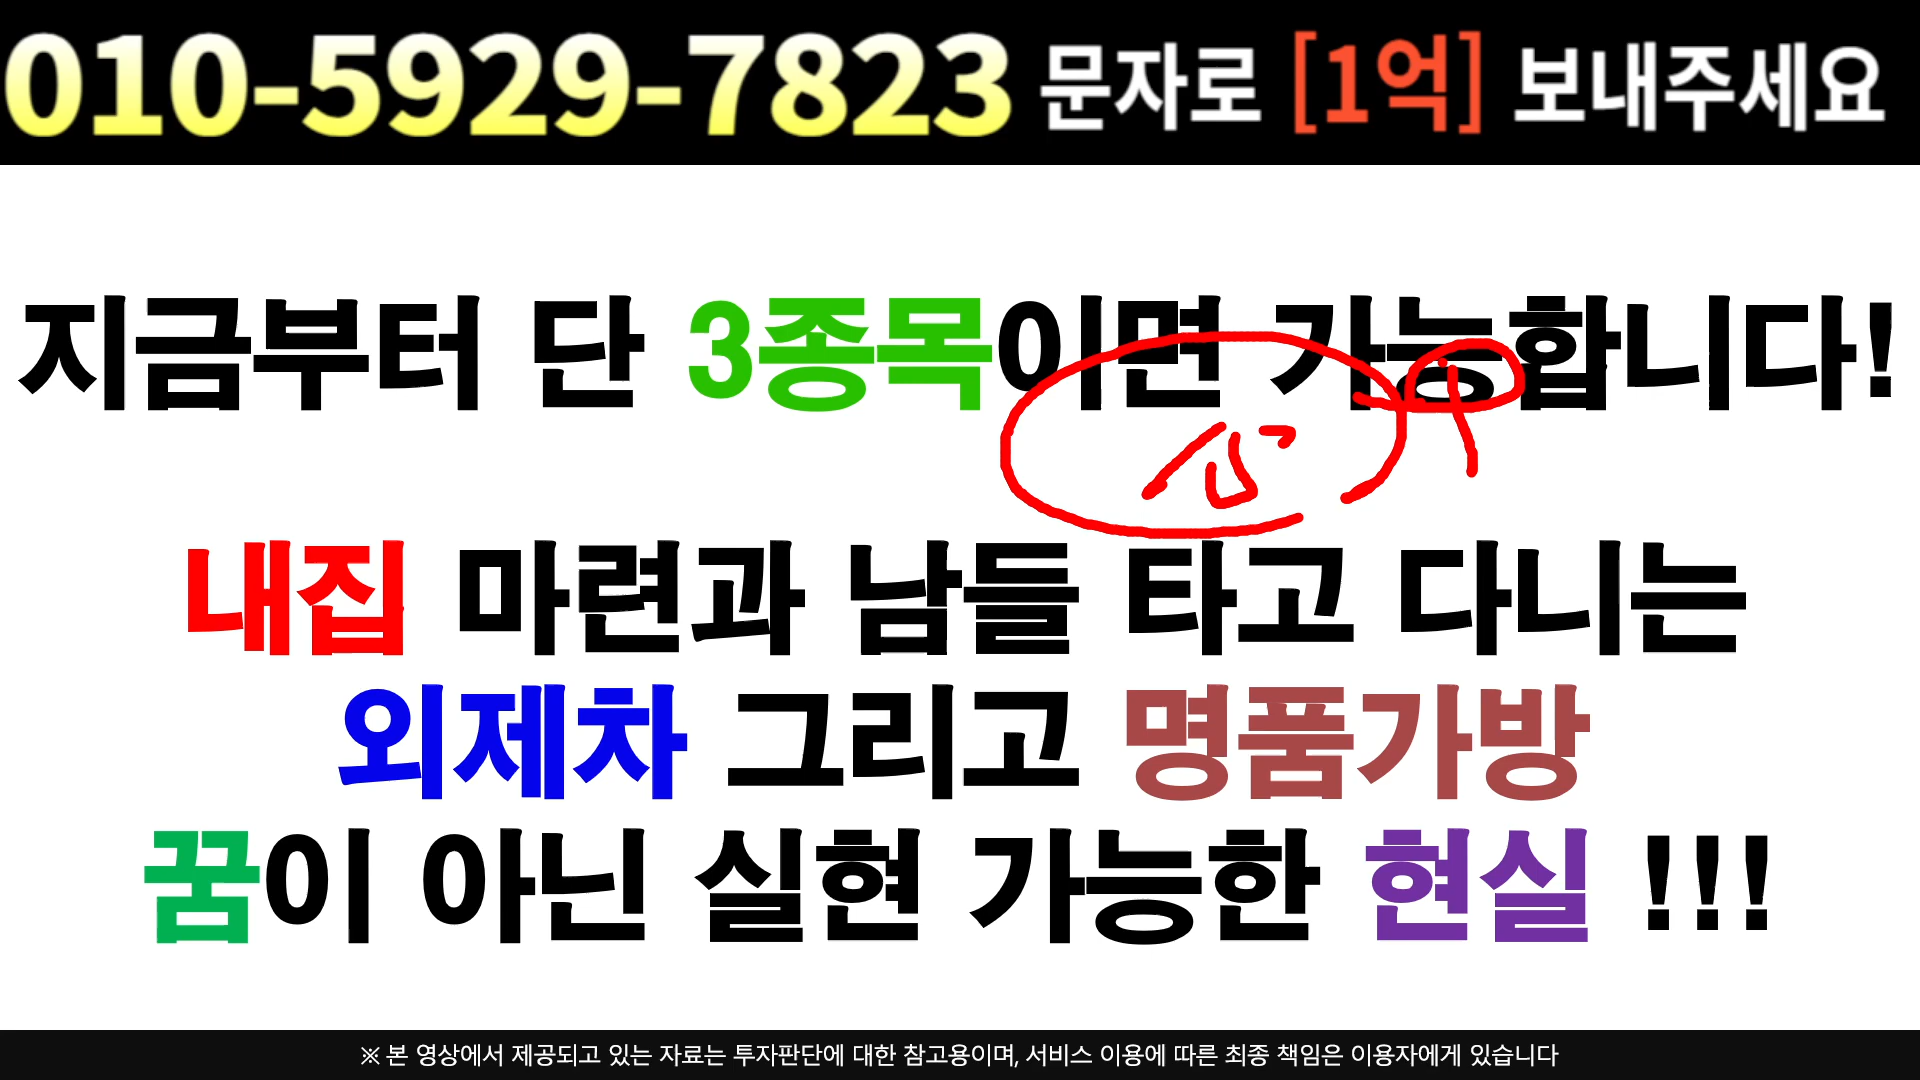 010-5929-7823 문자로 [1억] 보내주세요
지금부터 단 3종목이면 가능합니다!
내집 마련과 남들 타고 다니는
외제차 그리고 명품가방
꿈이 아닌 실현 가능한 현실 !!!
※ 본 영상에서 제공되고 있는 자료는 투자판단에 대한 참고용이며, 서비스 이용에 따른 최종 책임은 이용자에게 있습니다